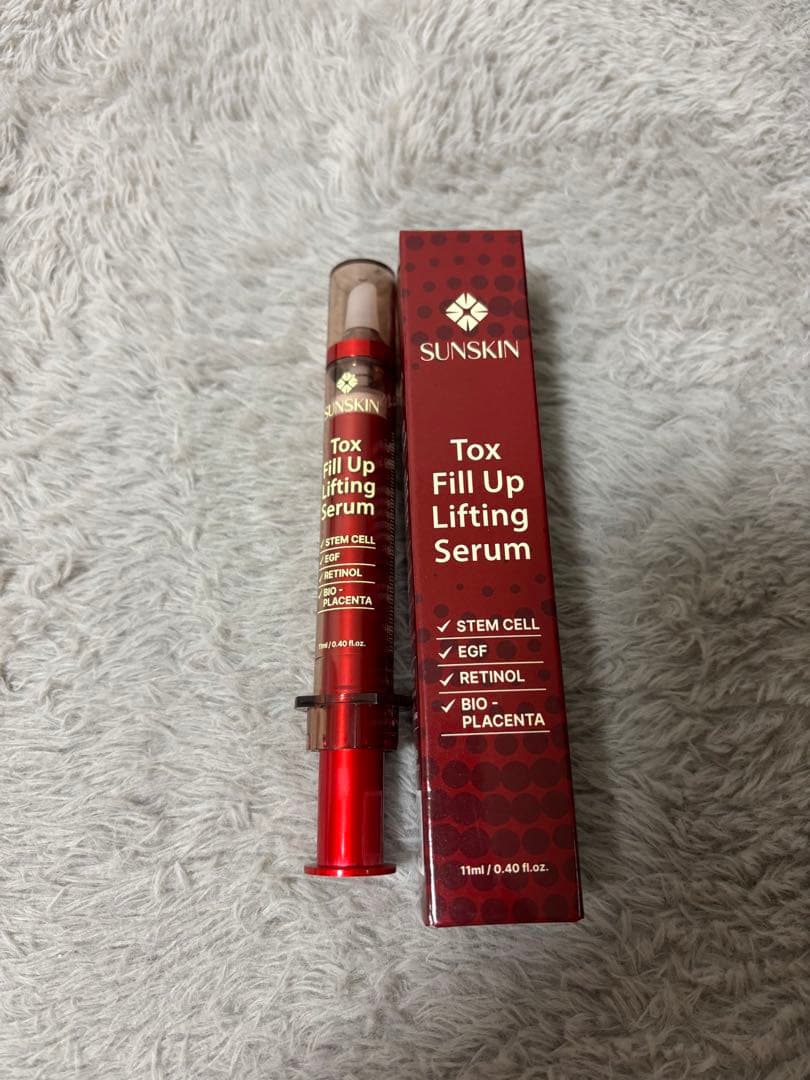 SUNSKIN
Tox
Fill Up
Lifting
Serum
STEM CELL
EGF
RETINOL
BIO -
PLACENTA
11ml / 0.40 fl.oz.
SUNSKIN
Tox
Fill Up
Lifting
Serum
✓ STEM CELL
✓ EGF
✓ RETINOL
✓ BIO -
PLACENTA
11ml / 0.40 fl.oz.